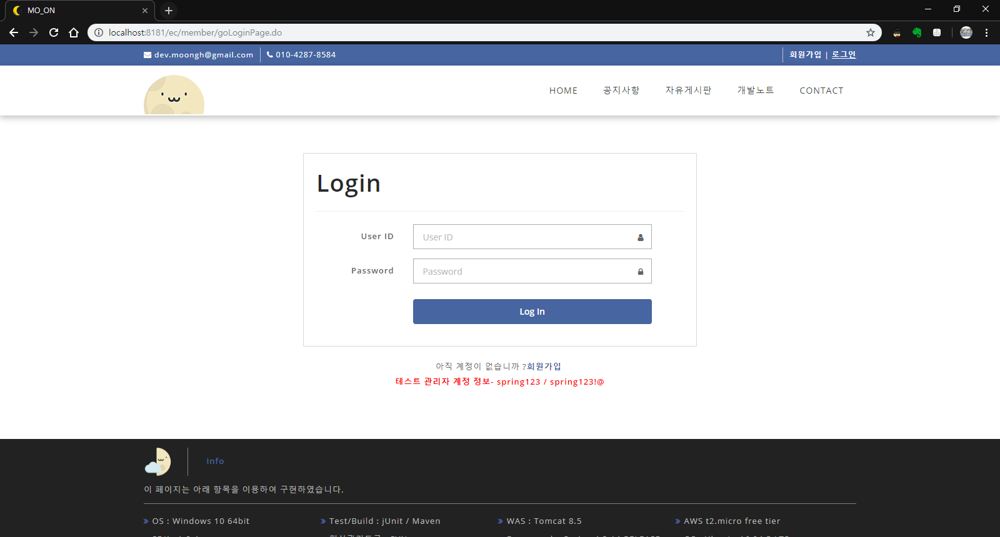 MO_ON
localhost:8181/ec/member/goLoginPage.do
dev.moongh@gmail.com 010-4287-8584 회원가입 | 로그인
HOME 공지사항 자유게시판 개발노트 CONTACT
Login
User ID User ID
Password Password
Log In
아직 계정이 없습니까 ?회원가입
테스트 관리자 계정 정보- spring123 / spring123!@
Info
이 페이지는 아래 항목을 이용하여 구현하였습니다.
OS : Windows 10 64bit Test/Build : jUnit / Maven WAS : Tomcat 8.5 AWS t2.micro free tier